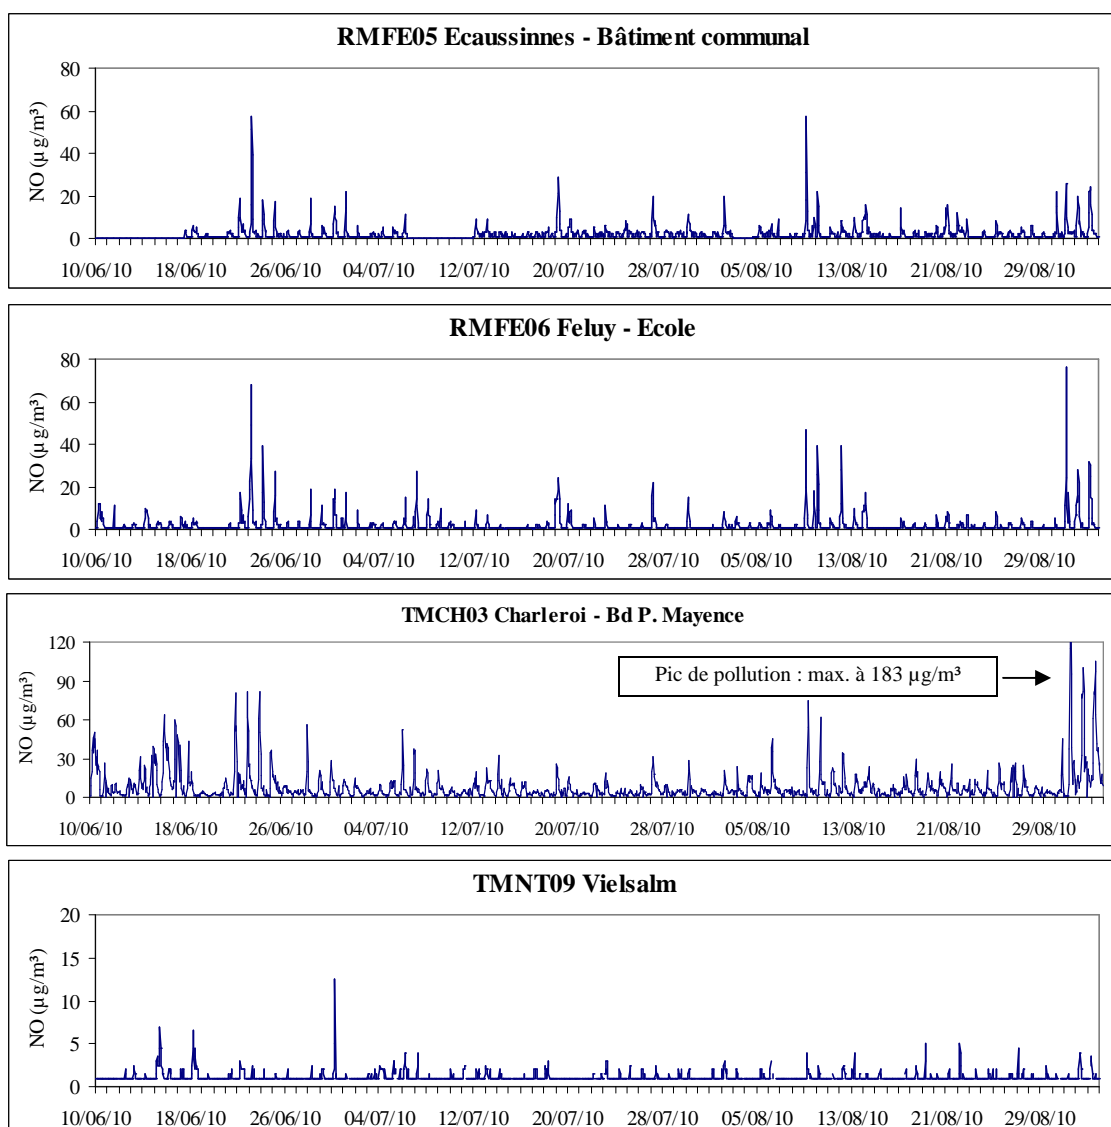 RMFE05 Ecaussinnes - Bâtiment communal
NO (µg/m³)
80
60
40
20
0
10/06/10 18/06/10 26/06/10 04/07/10 12/07/10 20/07/10 28/07/10 05/08/10 13/08/10 21/08/10 29/08/10
RMFE06 Feluy - Ecole
NO (µg/m³)
80
60
40
20
0
10/06/10 18/06/10 26/06/10 04/07/10 12/07/10 20/07/10 28/07/10 05/08/10 13/08/10 21/08/10 29/08/10
TMCH03 Charleroi - Bd P. Mayence
NO (µg/m³)
120
90
60
30
0
Pic de pollution : max. à 183 µg/m³
10/06/10 18/06/10 26/06/10 04/07/10 12/07/10 20/07/10 28/07/10 05/08/10 13/08/10 21/08/10 29/08/10
TMNT09 Vielsalm
NO (µg/m³)
20
15
10
5
0
10/06/10 18/06/10 26/06/10 04/07/10 12/07/10 20/07/10 28/07/10 05/08/10 13/08/10 21/08/10 29/08/10